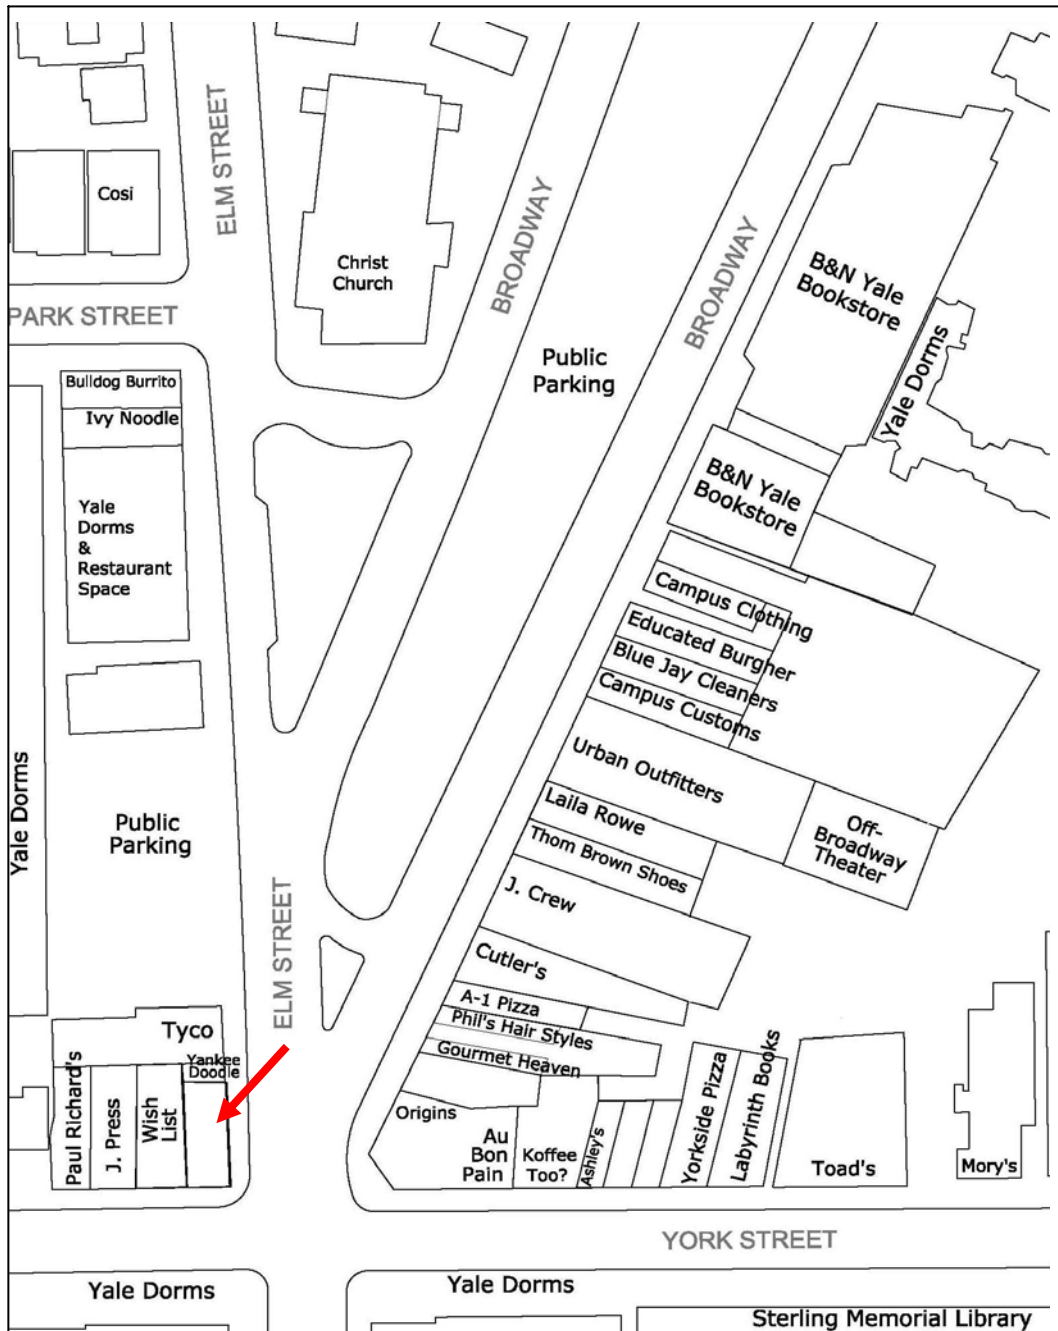 ELM STREET
Cosi
Christ
Church
BROADWAY
BROADWAY
B&N Yale
Bookstore
PARK STREET
Public
Parking
Yale Dorms
Bulldog Burrito
Ivy Noodle
B&N Yale
Bookstore
Yale
Dorms
&
Restaurant
Space
Campus Clothing
Educated Burgher
Blue Jay Cleaners
Campus Customs
Urban Outfitters
Laila Rowe
Off-
Broadway
Theater
Thom Brown Shoes
J. Crew
Yale Dorms
Public
Parking
ELM STREET
Cutler's
A-1 Pizza
Phil's Hair Styles
Gourmet Heaven
Tyco
Yankee
Doodle
Paul Richard's
J. Press
Wish
List
Origins
Au
Bon
Pain
Koffee
Too?
Ashley's
Yorkside Pizza
Labyrinth Books
Toad's
Mory's
YORK STREET
Yale Dorms
Yale Dorms
Sterling Memorial Library